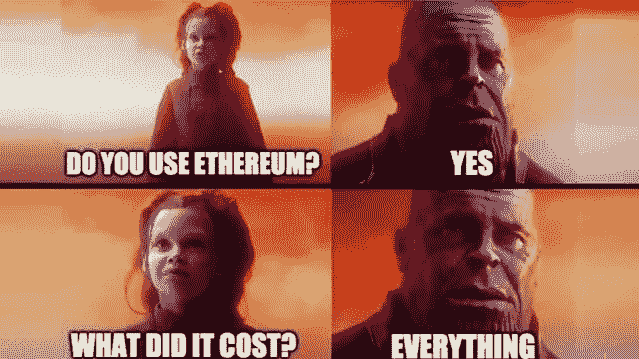 DO YOU USE ETHEREUM?
YES
WHAT DID IT COST?
EVERYTHING